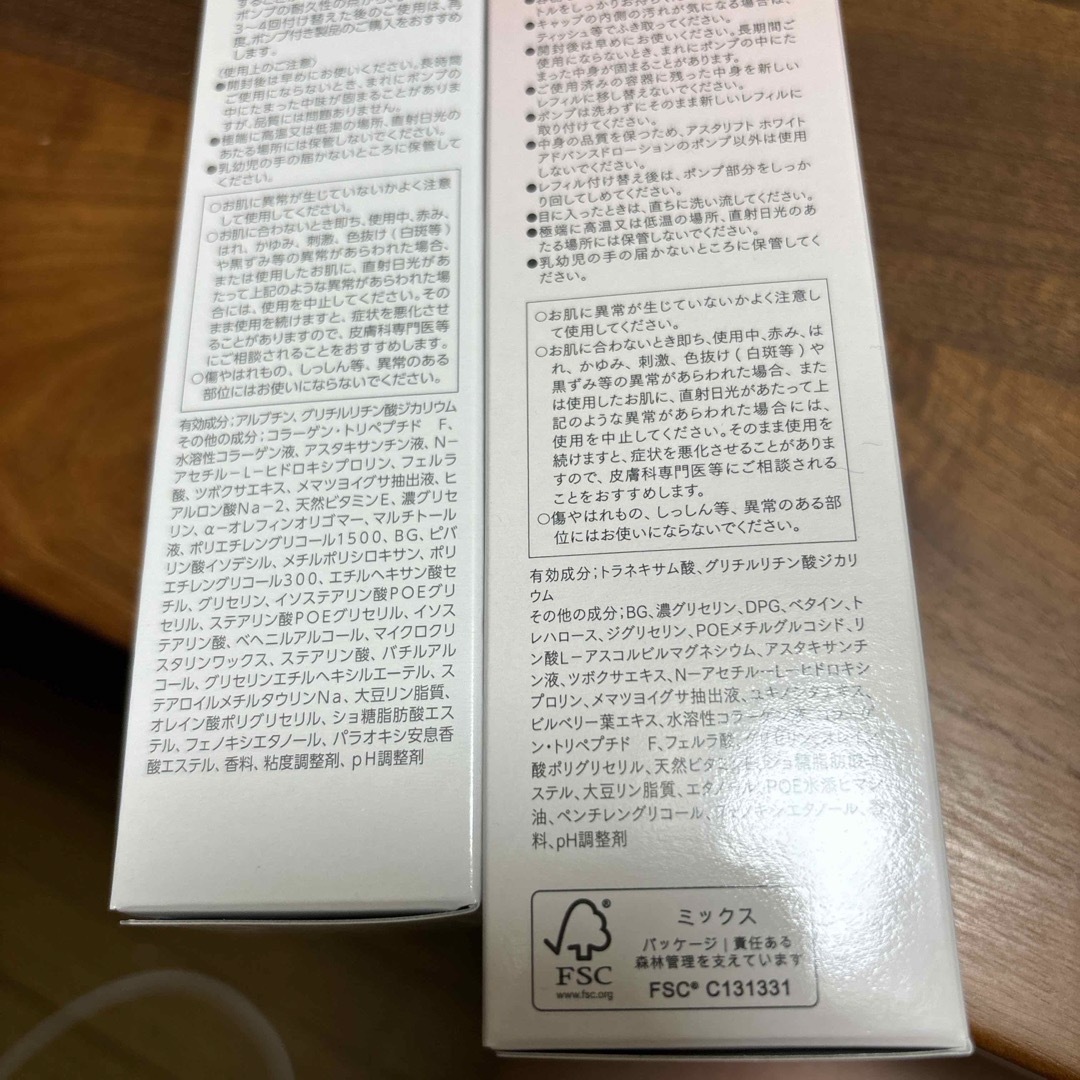 ポンプの耐久性の
3～4回付け替えた後のご使用は、再
度、ポンプ付き製品のご購入をおすすめ
します。
〈使用上のご注意〉
●開封後は早めにお使いください。長時間
ご使用にならないとき、まれにポンプの
中にたまった中味が固まることがありま
すが、品質には問題ありません。
●極端に高温又は低温の場所、直射日光の
あたる場所には保管しないでください。
●乳幼児の手の届かないところに保管して
ください。
○お肌に異常が生じていないかよく注意
して使用してください。
○お肌に合わないとき即ち、使用中、赤み、
はれ、かゆみ、刺激、色抜け(白斑等)
や黒ずみ等の異常があらわれた場合、
または使用したお肌に、直射日光があ
たって上記のような異常があらわれた場
合には、使用を中止してください。その
まま使用を続けますと、症状を悪化させ
ることがありますので、皮膚科専門医等
にご相談されることをおすすめします。
○傷やはれもの、しっしん等、異常のある
部位にはお使いにならないでください。
有効成分;アルブチン、グリチルリチン酸ジカリウム
その他の成分;コラーゲン・トリペプチド F、
水溶性コラーゲン液、アスタキサンチン液、N-
アセチル-L-ヒドロキシプロリン、フェルラ
酸、ツボクサエキス、メマツヨイグサ抽出液、ヒ
アルロン酸Na-2、天然ビタミンE、濃グリセ
リン、α-オレフィンオリゴマー、マルチトール
液、ポリエチレングリコール1500、BG、ピバ
リン酸イソデシル、メチルポリシロキサン、ポリ
エチレングリコール300、エチルヘキサン酸セ
チル、グリセリン、イソステアリン酸POEグリ
セリル、ステアリン酸POEグリセリル、イソス
テアリン酸、ベヘニルアルコール、マイクロクリ
スタリンワックス、ステアリン酸、バチルアル
コール、グリセリンエチルヘキシルエーテル、ス
テアロイルメチルタウリンNa、大豆リン脂質、
オレイン酸ポリグリセリル、ショ糖脂肪酸エス
テル、フェノキシエタノール、パラオキシ安息香
酸エステル、香料、粘度調整剤、pH調整剤
●キャップの内側の汚れが気になる場合は、
ティッシュ等でふき取ってください。
●開封後は早めにお使いください。長期間ご
使用にならないとき、まれにポンプの中にた
まった中身が固まることがあります。
●ご使用済みの容器に残った中身を新しい
レフィルに移し替えないでください。
●ポンプは洗わずにそのまま新しいレフィルに
取り付けてください。
●中身の品質を保つため、アスタリフト ホワイト
アドバンスドローションのポンプ以外は使用
しないでください。
●レフィル付け替え後は、ポンプ部分をしっか
り回してしめてください。
●目に入ったときは、直ちに洗い流してください。
●極端に高温又は低温の場所、直射日光のあ
たる場所には保管しないでください。
●乳幼児の手の届かないところに保管してく
ださい。
○お肌に異常が生じていないかよく注意し
て使用してください。
○お肌に合わないとき即ち、使用中、赤み、は
れ、かゆみ、刺激、色抜け(白斑等)や
黒ずみ等の異常があらわれた場合、また
は使用したお肌に、直射日光があたって上
記のような異常があらわれた場合には、
使用を中止してください。そのまま使用を
続けますと、症状を悪化させることがありま
すので、皮膚科専門医等にご相談される
ことをおすすめします。
○傷やはれもの、しっしん等、異常のある部
位にはお使いにならないでください。
有効成分;トラネキサム酸、グリチルリチン酸ジカリ
ウム
その他の成分;BG、濃グリセリン、DPG、ベタイン、ト
レハロース、ジグリセリン、POEメチルグルコシド、リ
ン酸L-アスコルビルマグネシウム、アスタキサンチ
ン液、ツボクサエキス、N-アセチル-L-ヒドロキシ
プロリン、メマツヨイグサ抽出液、ユキノシタエキス、
ビルベリー葉エキス、水溶性コラーゲン液、コラーゲ
ン・トリペプチド F、フェルラ酸、グリセリン、
酸ポリグリセリル、天然ビタミンE、ショ糖脂肪酸エ
ステル、大豆リン脂質、エタノール、POE水添ヒマシ
油、ペンチレングリコール、フェノキシエタノール、香
料、pH調整剤
FSC
www.fsc.org
ミックス
パッケージ|責任ある
森林管理を支えています
FSC® C131331